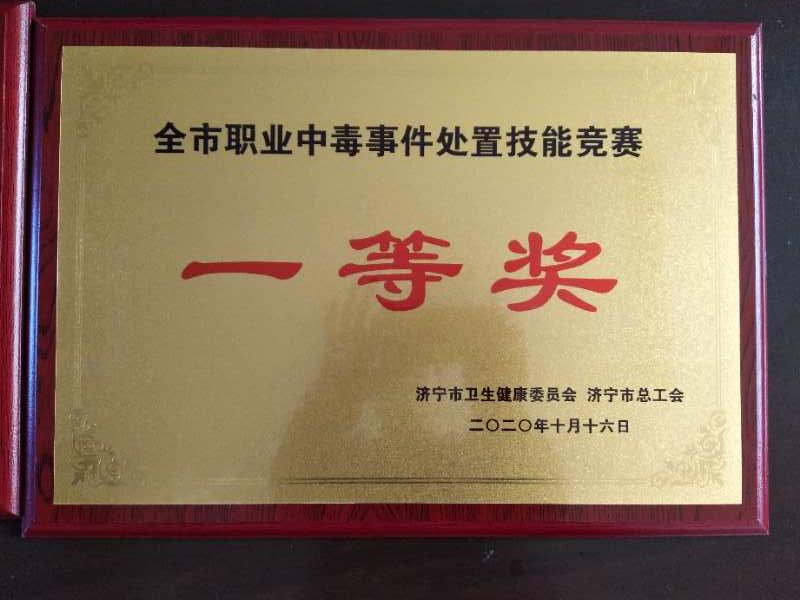 全市职业中毒事件处置技能竞赛
一等奖
济宁市卫生健康委员会 济宁市总工会
二〇二〇年十月十六日